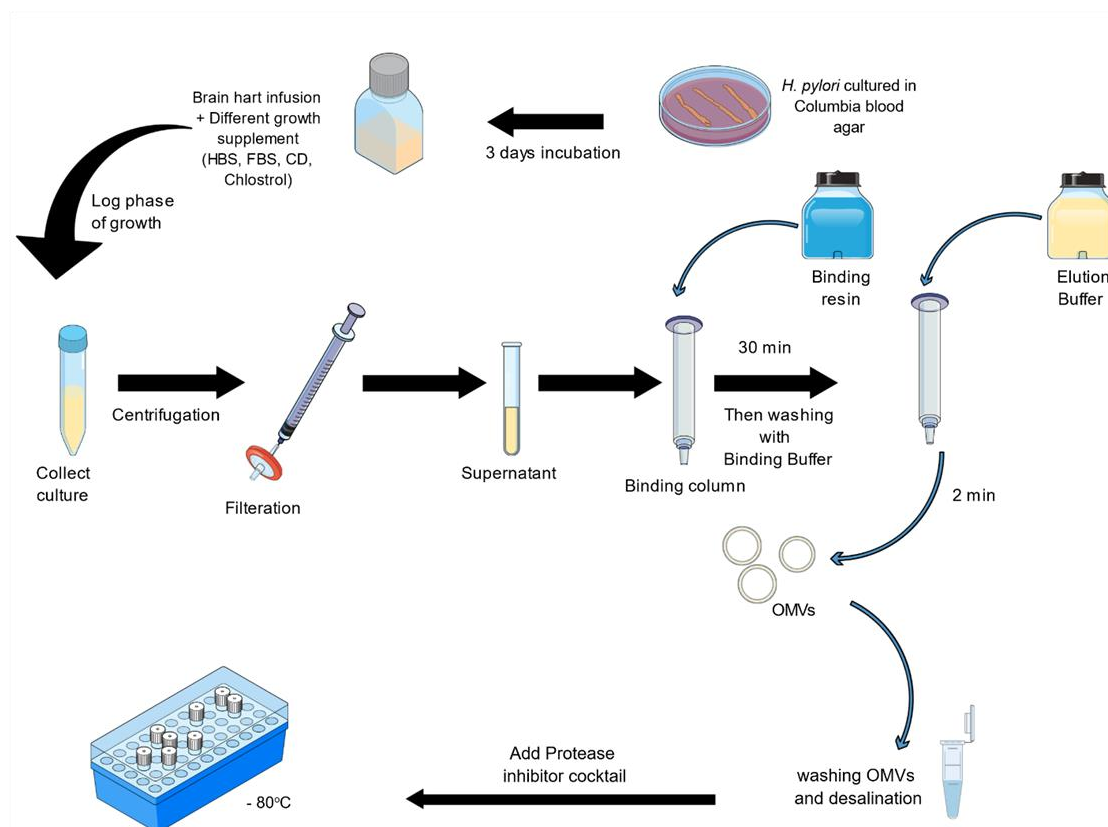 H. pylori cultured in
Columbia blood
agar
3 days incubation
Brain hart infusion
+ Different growth
supplement
(HBS, FBS, CD,
Chlostrol)
Log phase
of growth
Collect
culture
Centrifugation
Filteration
Supernatant
Binding
resin
Binding column
30 min
Then washing
with
Binding Buffer
Elution
Buffer
2 min
OMVs
washing OMVs
and desalination
Add Protease
inhibitor cocktail
- 80°C